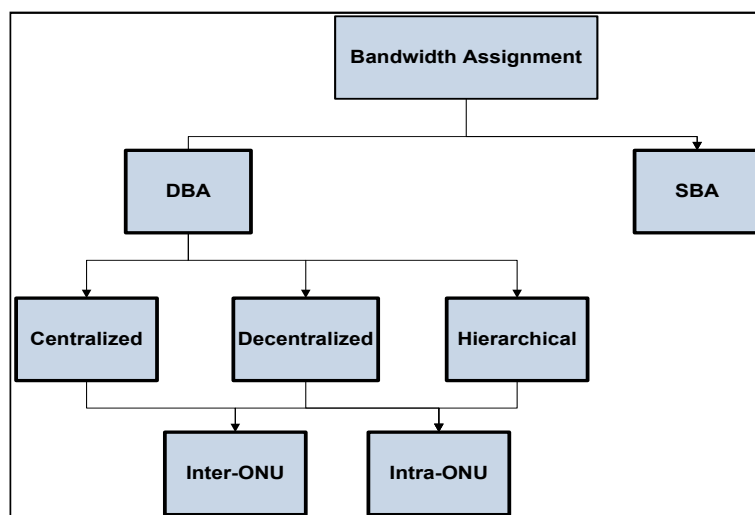 Bandwidth Assignment
DBA
SBA
Centralized
Decentralized
Hierarchical
Inter-ONU
Intra-ONU